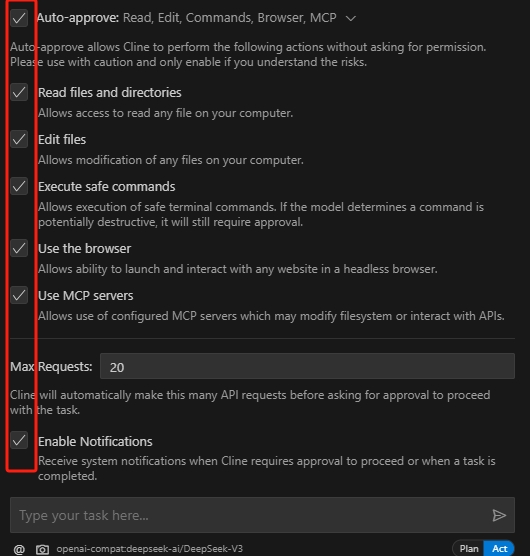 Auto-approve: Read, Edit, Commands, Browser, MCP
Auto-approve allows Cline to perform the following actions without asking for permission.
Please use with caution and only enable if you understand the risks.
Read files and directories
Allows access to read any file on your computer.
Edit files
Allows modification of any files on your computer.
Execute safe commands
Allows execution of safe terminal commands. If the model determines a command is
potentially destructive, it will still require approval.
Use the browser
Allows ability to launch and interact with any website in a headless browser.
Use MCP servers
Allows use of configured MCP servers which may modify filesystem or interact with APIs.
Max Requests: 20
Cline will automatically make this many API requests before asking for approval to proceed
with the task.
Enable Notifications
Receive system notifications when Cline requires approval to proceed or when a task is
completed.
Type your task here...
@ openai-compat:deepseek-ai/DeepSeek-V3 Plan Act